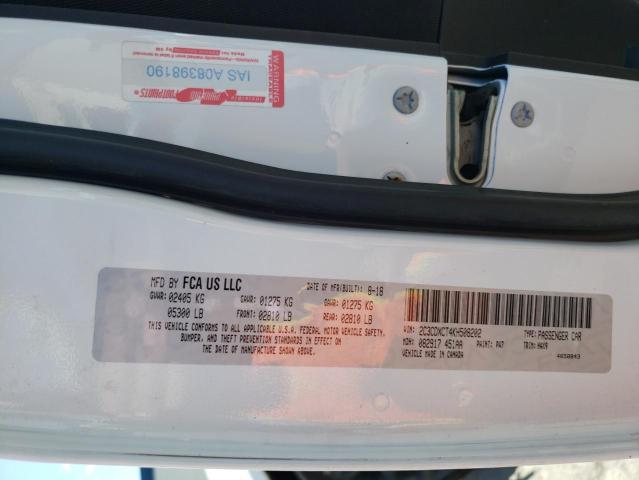 WARNING
IAS A08398190
MFD BY FCA US LLC
DATE OF MFR(BUILT): 8-18
GVWR: 02405 KG
GAWR: 01275 KG
GAWR: 01275 KG
05300 LB
FRONT: 02810 LB
REAR: 02810 LB
THIS VEHICLE CONFORMS TO ALL APPLICABLE U.S.A. FEDERAL MOTOR VEHICLE SAFETY,
BUMPER, AND THEFT PREVENTION STANDARDS IN EFFECT ON
THE DATE OF MANUFACTURE SHOWN ABOVE.
VIN: 2C3CDXCT4KH508202
TYPE: PASSENGER CAR
MDH: 082917 451AA
PAINT: PW7
TRIM: HAX9
VEHICLE MADE IN CANADA
4650843